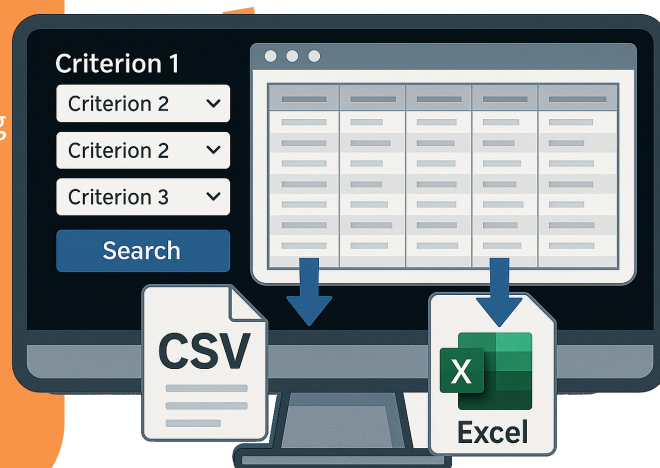 Criterion 1
Criterion 2
Criterion 2
Criterion 3
Search
CSV
X
Excel